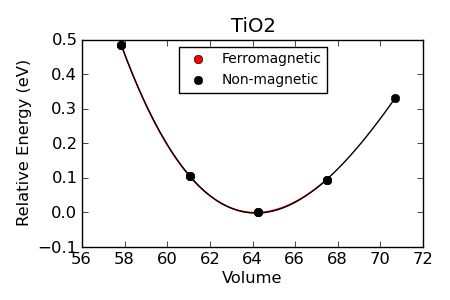 TiO2
Relative Energy (eV)
0.5
0.4
0.3
0.2
0.1
0.0
−0.1
Ferromagnetic
Non-magnetic
56 58 60 62 64 66 68 70 72
Volume